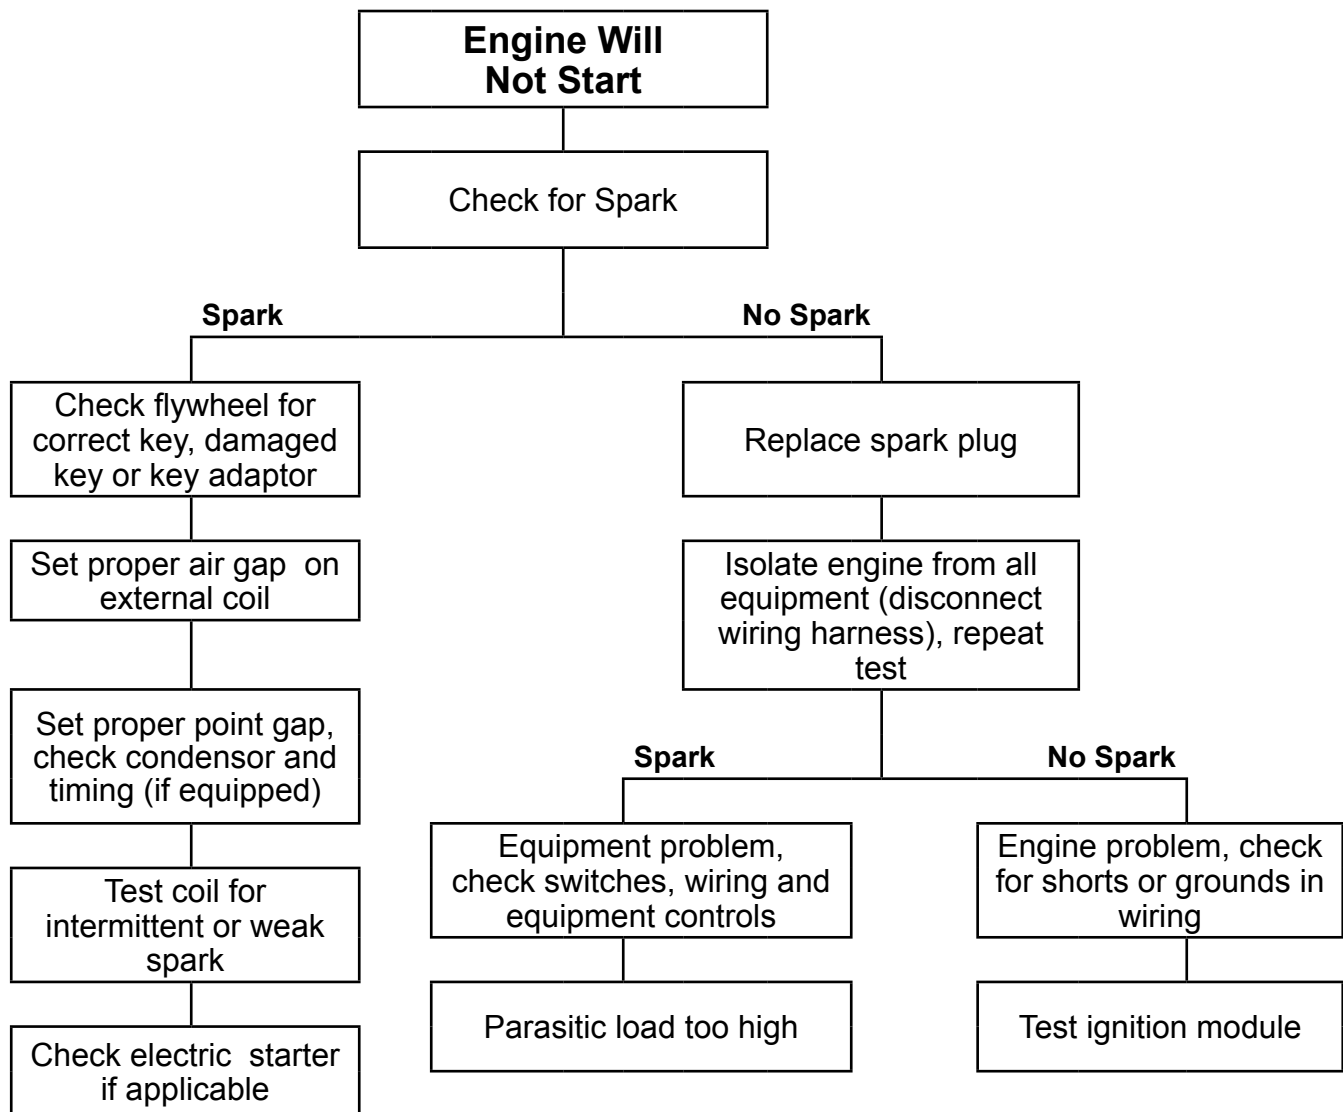 Engine Will
Not Start
Check for Spark
Spark
No Spark
Check flywheel for
correct key, damaged
key or key adaptor
Replace spark plug
Set proper air gap  on
external coil
Isolate engine from all
equipment (disconnect
wiring harness), repeat
test
Set proper point gap,
check condensor and
timing (if equipped)
Spark
No Spark
Test coil for
intermittent or weak
spark
Equipment problem,
check switches, wiring and
equipment controls
Engine problem, check
for shorts or grounds in
wiring
Check electric  starter
if applicable
Parasitic load too high
Test ignition module